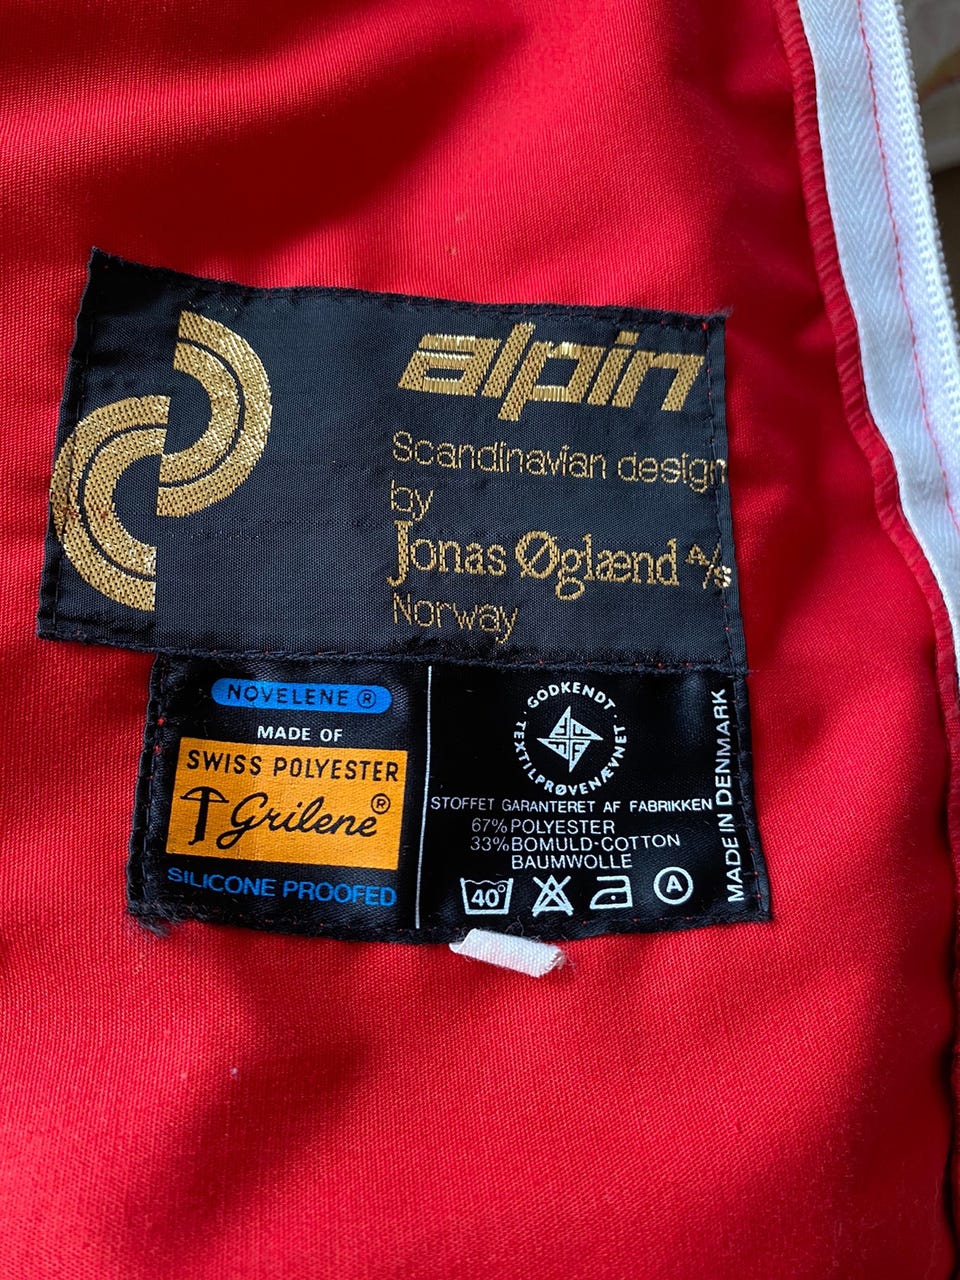 alpin
Scandinavian design
by
Jonas Øglænd A/S
Norway
NOVELENE ®
MADE OF
SWISS POLYESTER
Grilene ®
SILICONE PROOFED
GODKENDT · TEXTILPRØVENÆVNET ·
STOFFET GARANTERET AF FABRIKKEN
67% POLYESTER
33% BOMULD-COTTON
BAUMWOLLE
40° A
MADE IN DENMARK